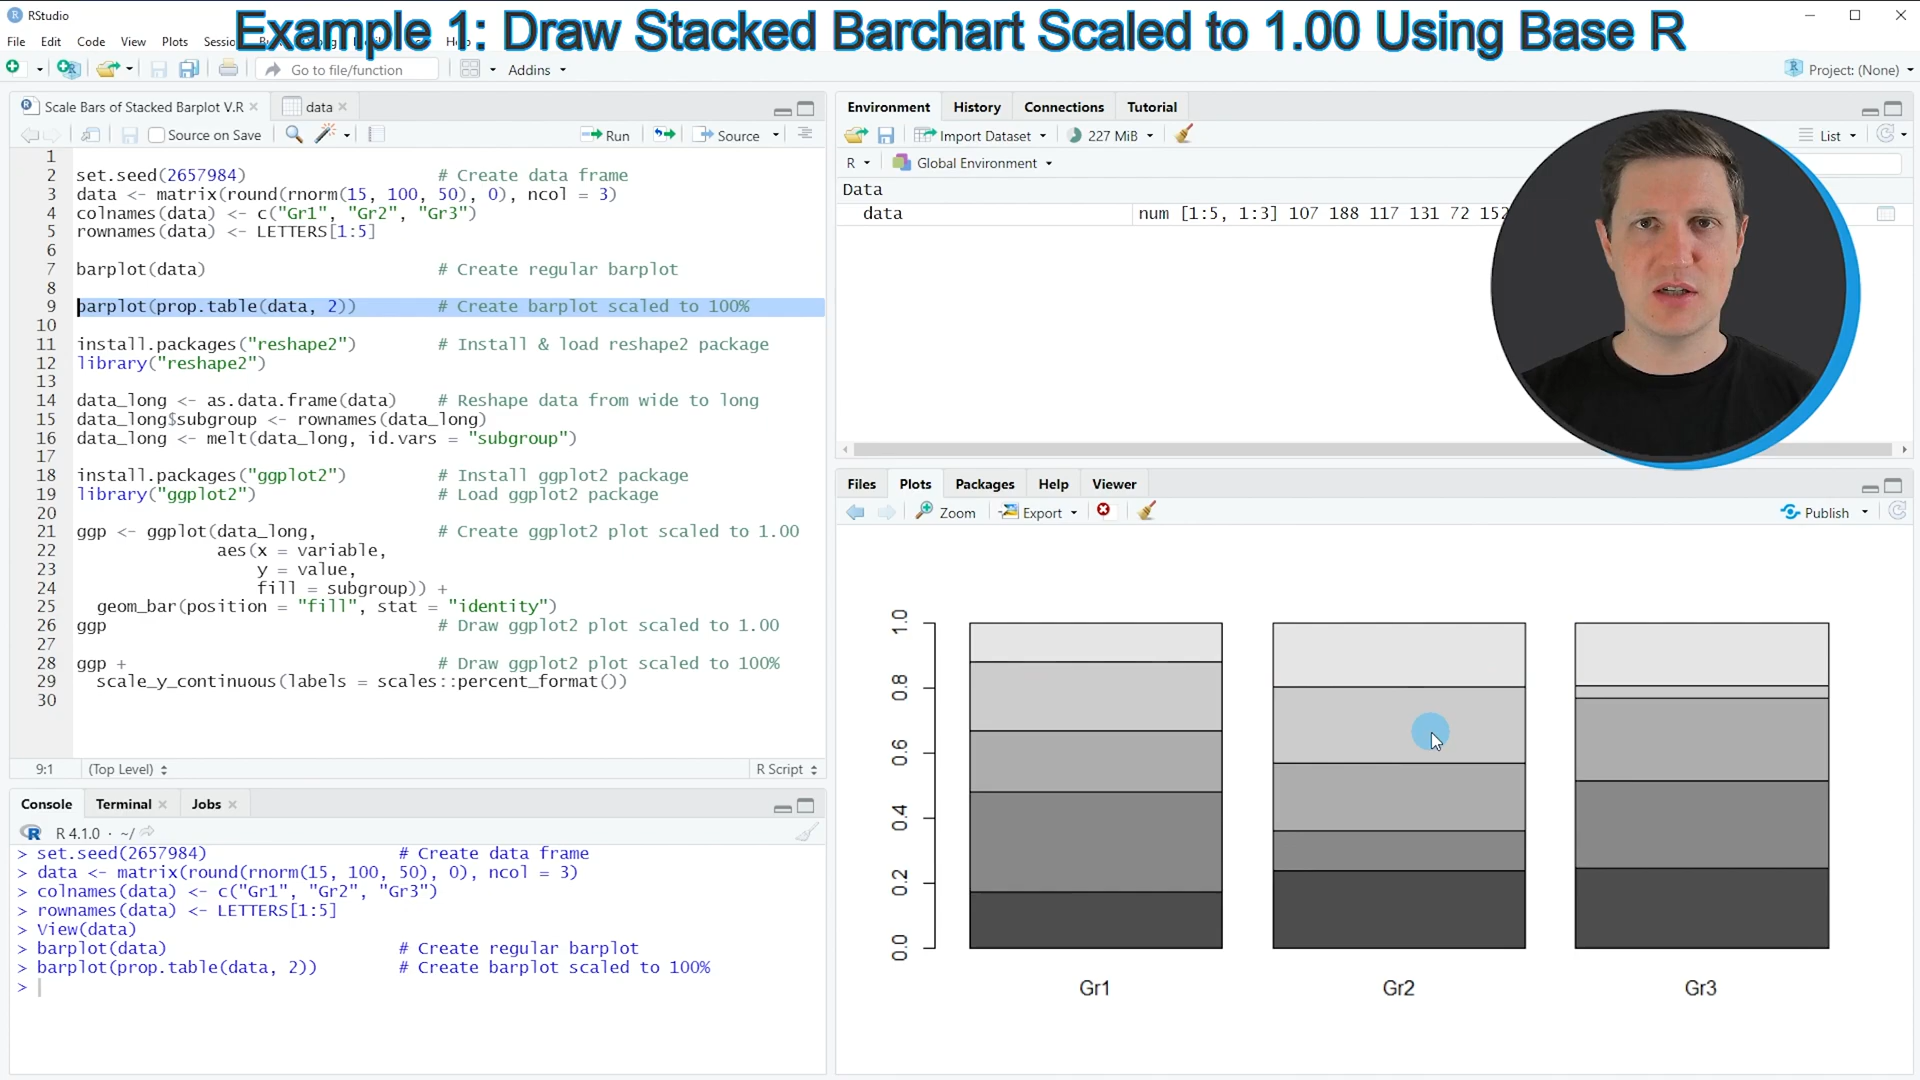 RStudio
Example 1: Draw Stacked Barchart Scaled to 1.00 Using Base R
File Edit Code View Plots
Go to file/function
Addins
Project: (None)
Scale Bars of Stacked Barplot V.R
data
Source on Save
Run
Source
1
2 set.seed(2657984) # Create data frame
3 data <- matrix(round(rnorm(15, 100, 50), 0), ncol = 3)
4 colnames(data) <- c("Gr1", "Gr2", "Gr3")
5 rownames(data) <- LETTERS[1:5]
6
7 barplot(data) # Create regular barplot
8
9 barplot(prop.table(data, 2)) # Create barplot scaled to 100%
10
11 install.packages("reshape2") # Install & load reshape2 package
12 library("reshape2")
13
14 data_long <- as.data.frame(data) # Reshape data from wide to long
15 data_long$subgroup <- rownames(data_long)
16 data_long <- melt(data_long, id.vars = "subgroup")
17
18 install.packages("ggplot2") # Install ggplot2 package
19 library("ggplot2") # Load ggplot2 package
20
21 ggp <- ggplot(data_long, # Create ggplot2 plot scaled to 1.00
22 aes(x = variable,
23 y = value,
24 fill = subgroup)) +
25 geom_bar(position = "fill", stat = "identity")
26 ggp # Draw ggplot2 plot scaled to 1.00
27
28 ggp + # Draw ggplot2 plot scaled to 100%
29 scale_y_continuous(labels = scales::percent_format())
30
9:1 (Top Level) R Script
Console Terminal Jobs
R 4.1.0 · ~/
> set.seed(2657984) # Create data frame
> data <- matrix(round(rnorm(15, 100, 50), 0), ncol = 3)
> colnames(data) <- c("Gr1", "Gr2", "Gr3")
> rownames(data) <- LETTERS[1:5]
> View(data)
> barplot(data) # Create regular barplot
> barplot(prop.table(data, 2)) # Create barplot scaled to 100%
>
Environment History Connections Tutorial
Import Dataset 227 MiB List
R Global Environment
Data
data num [1:5, 1:3] 107 188 117 131 72 152
Files Plots Packages Help Viewer
Zoom Export Publish
1.0
0.8
0.6
0.4
0.2
0.0
Gr1 Gr2 Gr3